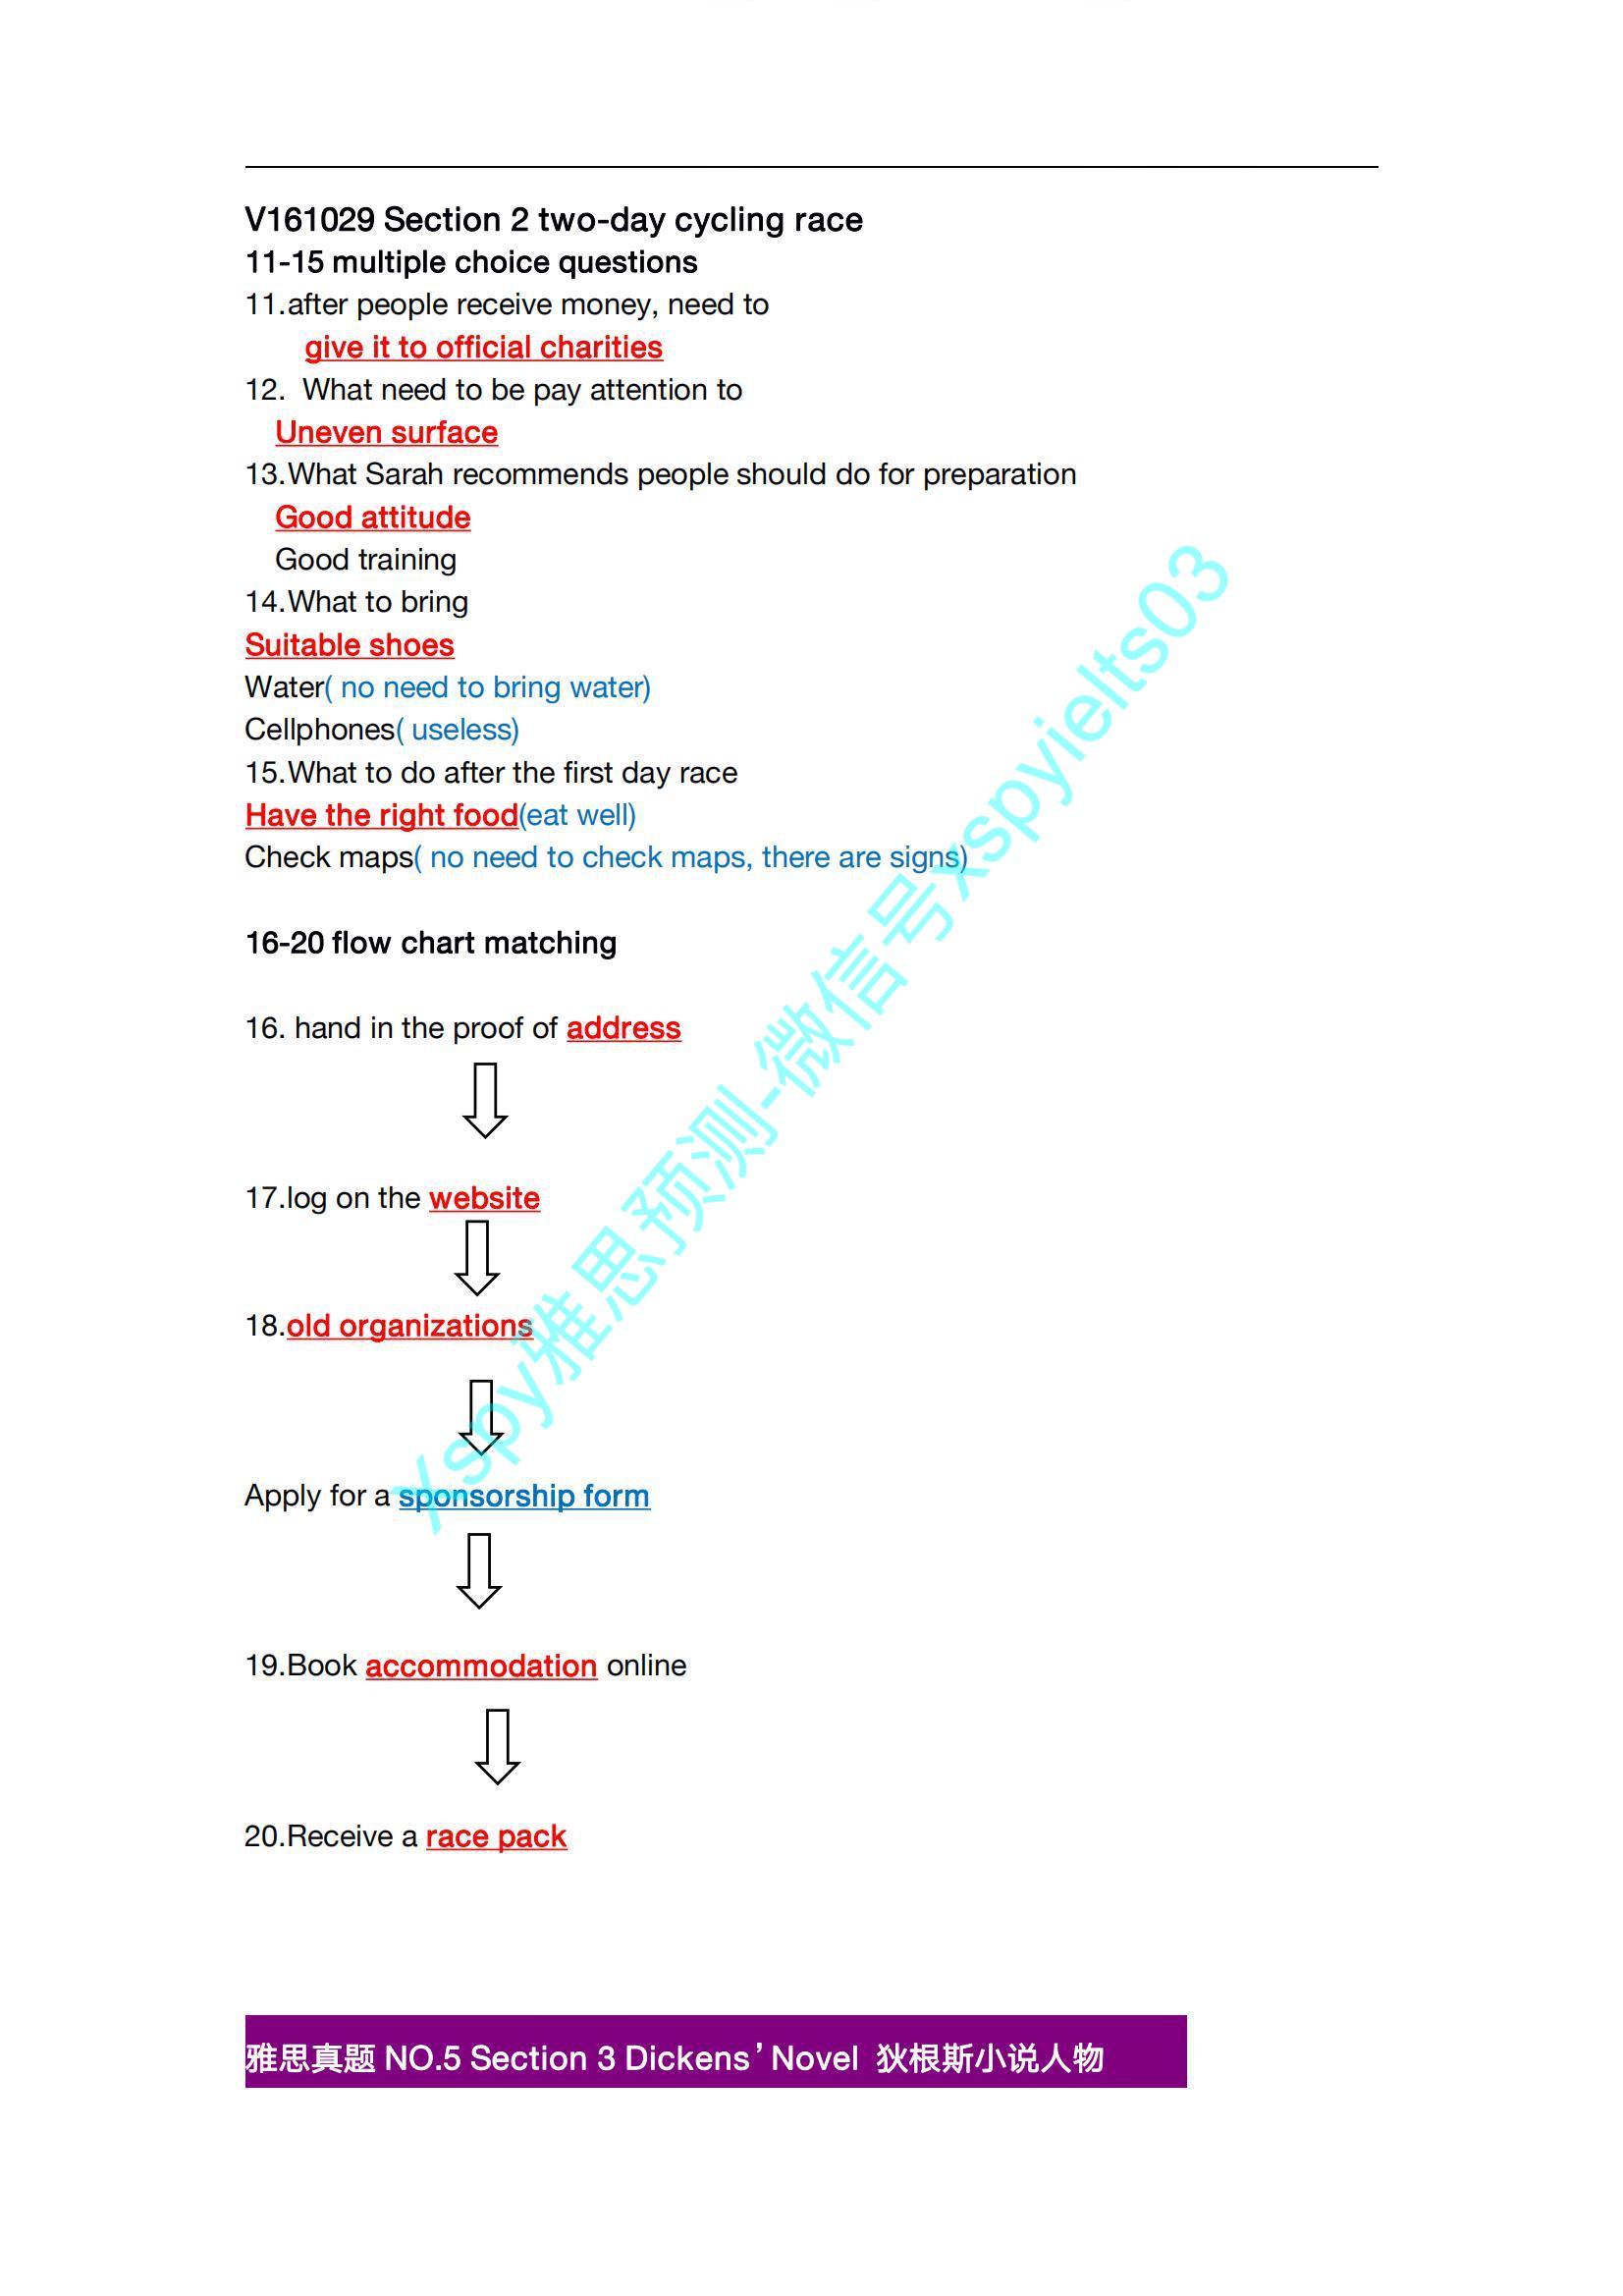 V161029 Section 2 two-day cycling race
11-15 multiple choice questions
11.after people receive money, need to
give it to official charities
12. What need to be pay attention to
Uneven surface
13.What Sarah recommends people should do for preparation
Good attitude
Good training
14.What to bring
Suitable shoes
Water( no need to bring water)
Cellphones( useless)
15.What to do after the first day race
Have the right food(eat well)
Check maps( no need to check maps, there are signs)
16-20 flow chart matching
16. hand in the proof of address
17.log on the website
18.old organizations
Apply for a sponsorship form
19.Book accommodation online
20.Receive a race pack
雅思真题 NO.5 Section 3 Dickens’ Novel 狄根斯小说人物
xspy雅思预测-微信号xspyielts03